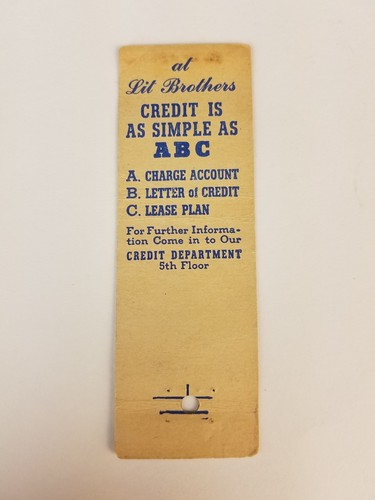 at
Lit Brothers
CREDIT IS
AS SIMPLE AS
ABC
A. CHARGE ACCOUNT
B. LETTER of CREDIT
C. LEASE PLAN
For Further Informa-
tion Come in to Our
CREDIT DEPARTMENT
5th Floor